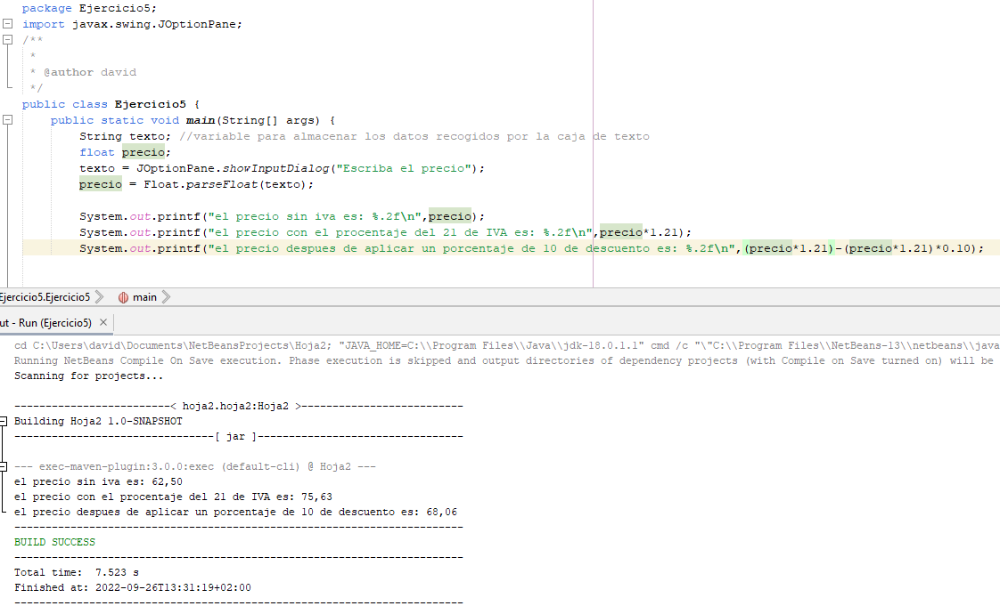 package Ejercicio5;
import javax.swing.JOptionPane;
/**
 *
 * @author david
 */
public class Ejercicio5 {
    public static void main(String[] args) {
        String texto; //variable para almacenar los datos recogidos por la caja de texto
        float precio;
        texto = JOptionPane.showInputDialog("Escriba el precio");
        precio = Float.parseFloat(texto);
        System.out.printf("el precio sin iva es: %.2f\n",precio);
        System.out.printf("el precio con el procentaje del 21 de IVA es: %.2f\n",precio*1.21);
        System.out.printf("el precio despues de aplicar un porcentaje de 10 de descuento es: %.2f\n",(precio*1.21)-(precio*1.21)*0.10);
Ejercicio5.Ejercicio5 main
ut - Run (Ejercicio5) ×
cd C:\Users\david\Documents\NetBeansProjects\Hoja2; "JAVA_HOME=C:\\Program Files\\Java\\jdk-18.0.1.1" cmd /c "\"C:\\Program Files\\NetBeans-13\\netbeans\\java
Running NetBeans Compile On Save execution. Phase execution is skipped and output directories of dependency projects (with Compile on Save turned on) will be
Scanning for projects...
-------------------------< hoja2.hoja2:Hoja2 >--------------------------
Building Hoja2 1.0-SNAPSHOT
--------------------------------[ jar ]---------------------------------
--- exec-maven-plugin:3.0.0:exec (default-cli) @ Hoja2 ---
el precio sin iva es: 62,50
el precio con el procentaje del 21 de IVA es: 75,63
el precio despues de aplicar un porcentaje de 10 de descuento es: 68,06
------------------------------------------------------------------------
BUILD SUCCESS
------------------------------------------------------------------------
Total time:  7.523 s
Finished at: 2022-09-26T13:31:19+02:00
------------------------------------------------------------------------